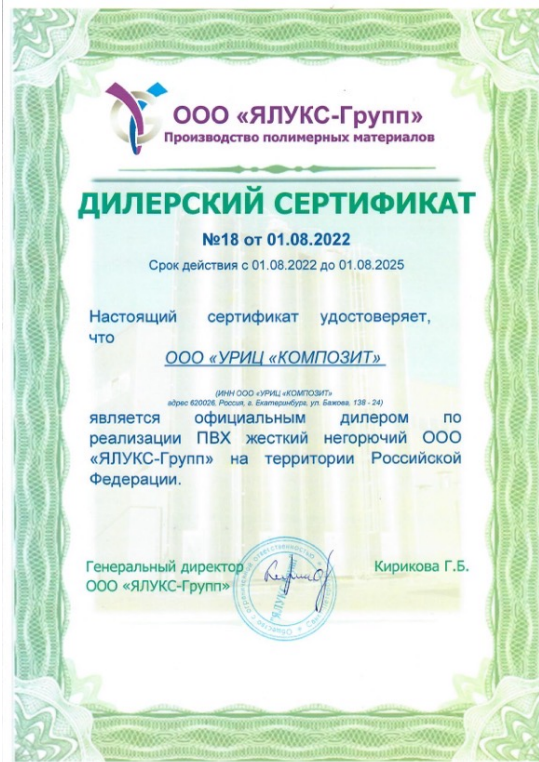 ООО «ЯЛУКС-Групп»
Производство полимерных материалов
ДИЛЕРСКИЙ СЕРТИФИКАТ
№18 от 01.08.2022
Срок действия с 01.08.2022 до 01.08.2025
Настоящий сертификат удостоверяет,
что
ООО «УРИЦ «КОМПОЗИТ»
(ИНН ООО «УРИЦ «КОМПОЗИТ»
адрес 620026, Россия, г. Екатеринбург, ул. Бажова, 138 - 24)
является официальным дилером по
реализации ПВХ жесткий негорючий ООО
«ЯЛУКС-Групп» на территории Российской
Федерации.
Генеральный директор
ООО «ЯЛУКС-Групп»
Кирикова Г.Б.